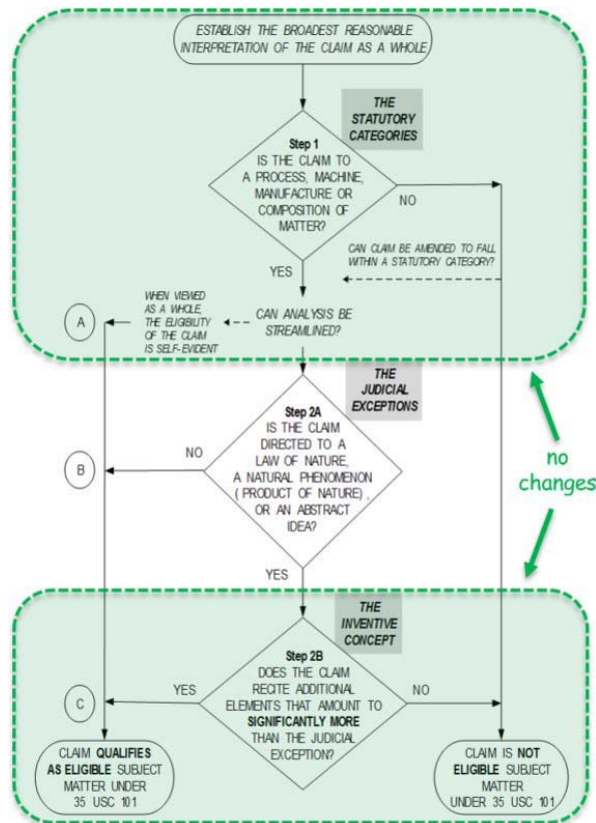 ESTABLISH THE BROADEST REASONABLE
INTERPRETATION OF THE CLAIM AS A WHOLE
THE
STATUTORY
CATEGORIES
Step 1
IS THE CLAIM TO
A PROCESS, MACHINE,
MANUFACTURE OR
COMPOSITION OF
MATTER?
NO
YES
CAN CLAIM BE AMENDED TO FALL
WITHIN A STATUTORY CATEGORY?
A
WHEN VIEWED
AS A WHOLE,
THE ELIGIBILITY
OF THE CLAIM
IS SELF-EVIDENT
CAN ANALYSIS BE
STREAMLINED?
THE
JUDICIAL
EXCEPTIONS
Step 2A
IS THE CLAIM
DIRECTED TO A
LAW OF NATURE,
A NATURAL PHENOMENON
( PRODUCT OF NATURE) ,
OR AN ABSTRACT
IDEA?
NO
B
YES
no
changes
THE
INVENTIVE
CONCEPT
Step 2B
DOES THE CLAIM
RECITE ADDITIONAL
ELEMENTS THAT AMOUNT TO
SIGNIFICANTLY MORE
THAN THE JUDICIAL
EXCEPTION?
YES
NO
C
CLAIM QUALIFIES
AS ELIGIBLE SUBJECT
MATTER UNDER
35 USC 101
CLAIM IS NOT
ELIGIBLE SUBJECT
MATTER
UNDER 35 USC 101